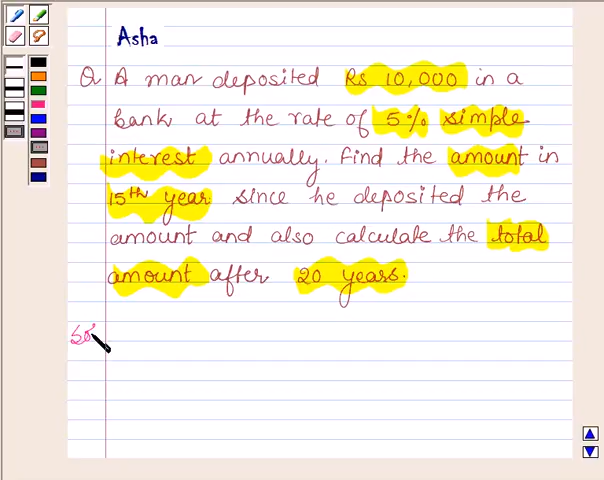 Asha
Q A man deposited Rs 10,000 in a
bank at the rate of 5% simple
interest annually. Find the amount in
15th year since he deposited the
amount and also calculate the total
amount after 20 years.